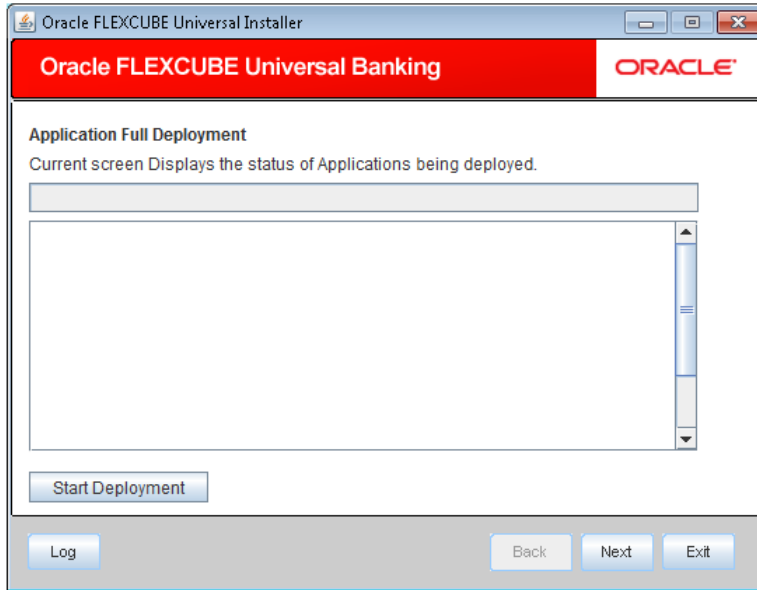 Oracle FLEXCUBE Universal Installer
Oracle FLEXCUBE Universal Banking
ORACLE
Application Full Deployment
Current screen Displays the status of Applications being deployed.
Start Deployment
Log
Back
Next
Exit